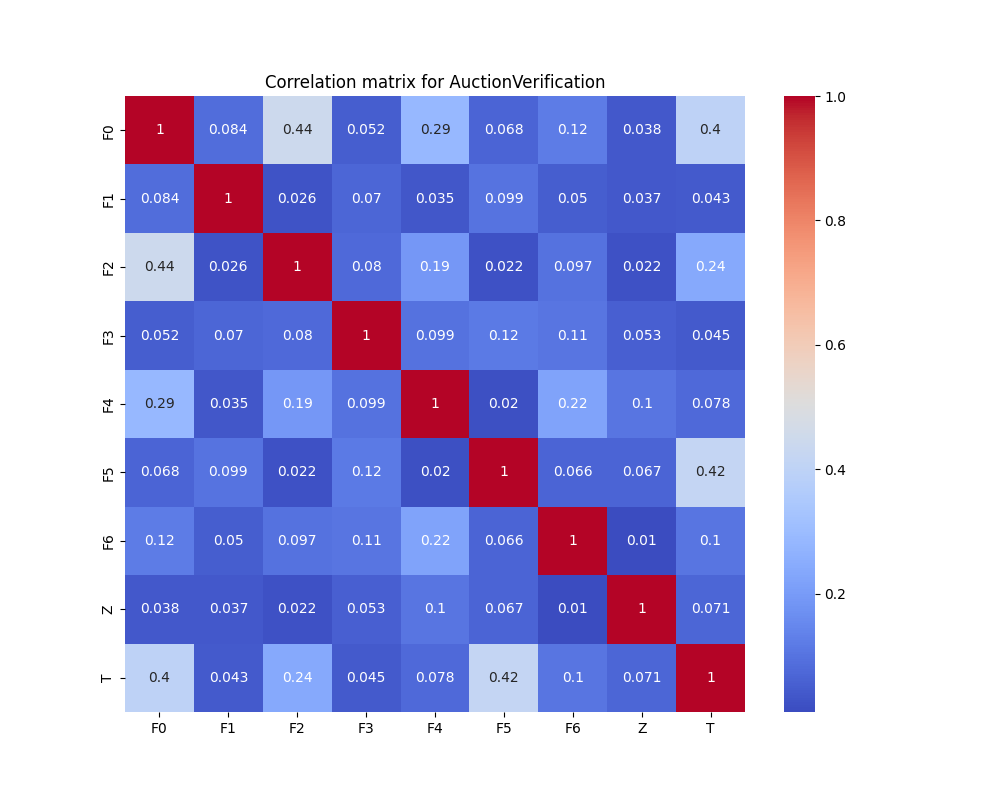 Correlation matrix for AuctionVerification
F0 1 0.084 0.44 0.052 0.29 0.068 0.12 0.038 0.4
F1 0.084 1 0.026 0.07 0.035 0.099 0.05 0.037 0.043
F2 0.44 0.026 1 0.08 0.19 0.022 0.097 0.022 0.24
F3 0.052 0.07 0.08 1 0.099 0.12 0.11 0.053 0.045
F4 0.29 0.035 0.19 0.099 1 0.02 0.22 0.1 0.078
F5 0.068 0.099 0.022 0.12 0.02 1 0.066 0.067 0.42
F6 0.12 0.05 0.097 0.11 0.22 0.066 1 0.01 0.1
Z 0.038 0.037 0.022 0.053 0.1 0.067 0.01 1 0.071
T 0.4 0.043 0.24 0.045 0.078 0.42 0.1 0.071 1
F0 F1 F2 F3 F4 F5 F6 Z T
1.0
0.8
0.6
0.4
0.2